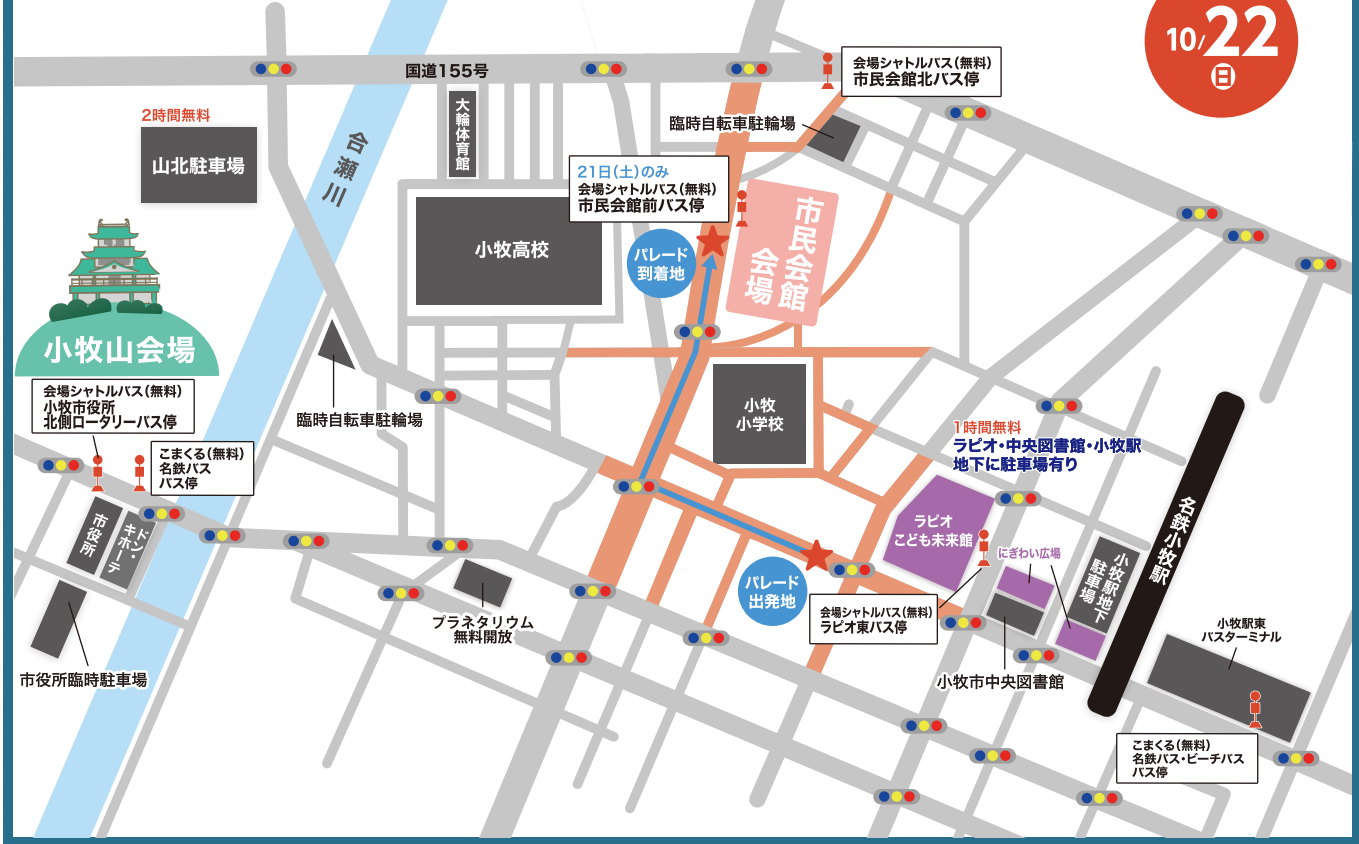 10/22
日
会場シャトルバス(無料)
市民会館北バス停
国道155号
大輪体育館
2時間無料
山北駐車場
合瀬川
臨時自転車駐輪場
21日(土)のみ
会場シャトルバス(無料)
市民会館前バス停
市民会館
会場
小牧高校
パレード
到着地
小牧山会場
会場シャトルバス(無料)
小牧市役所
北側ロータリーバス停
臨時自転車駐輪場
小牧
小学校
1時間無料
ラピオ・中央図書館・小牧駅
地下に駐車場有り
こまくる(無料)
名鉄バス
バス停
市役所
ドン・
キホーテ
ラピオ
こども未来館
にぎわい広場
小牧駅地下
駐車場
名鉄小牧駅
パレード
出発地
会場シャトルバス(無料)
ラピオ東バス停
プラネタリウム
無料開放
小牧駅東
バスターミナル
市役所臨時駐車場
小牧市中央図書館
こまくる(無料)
名鉄バス・ピーチバス
バス停